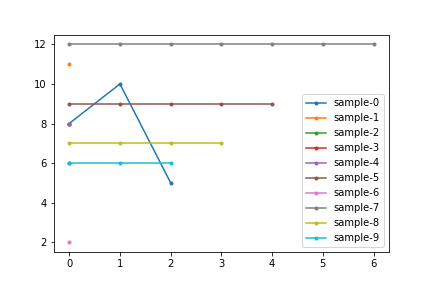 12
10
8
6
4
2
0 1 2 3 4 5 6
sample-0
sample-1
sample-2
sample-3
sample-4
sample-5
sample-6
sample-7
sample-8
sample-9